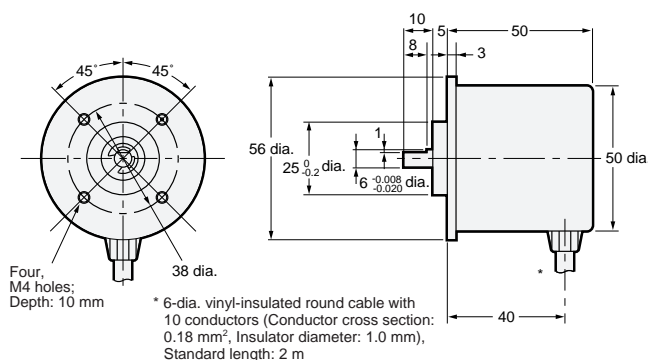 10
5
50
8
3
45°
45°
1
56 dia.
25 0 -0.2 dia.
6 -0.008 -0.020 dia.
50 dia
Four,
M4 holes;
Depth: 10 mm
38 dia.
*
40
* 6-dia. vinyl-insulated round cable with
10 conductors (Conductor cross section:
0.18 mm², Insulator diameter: 1.0 mm),
Standard length: 2 m